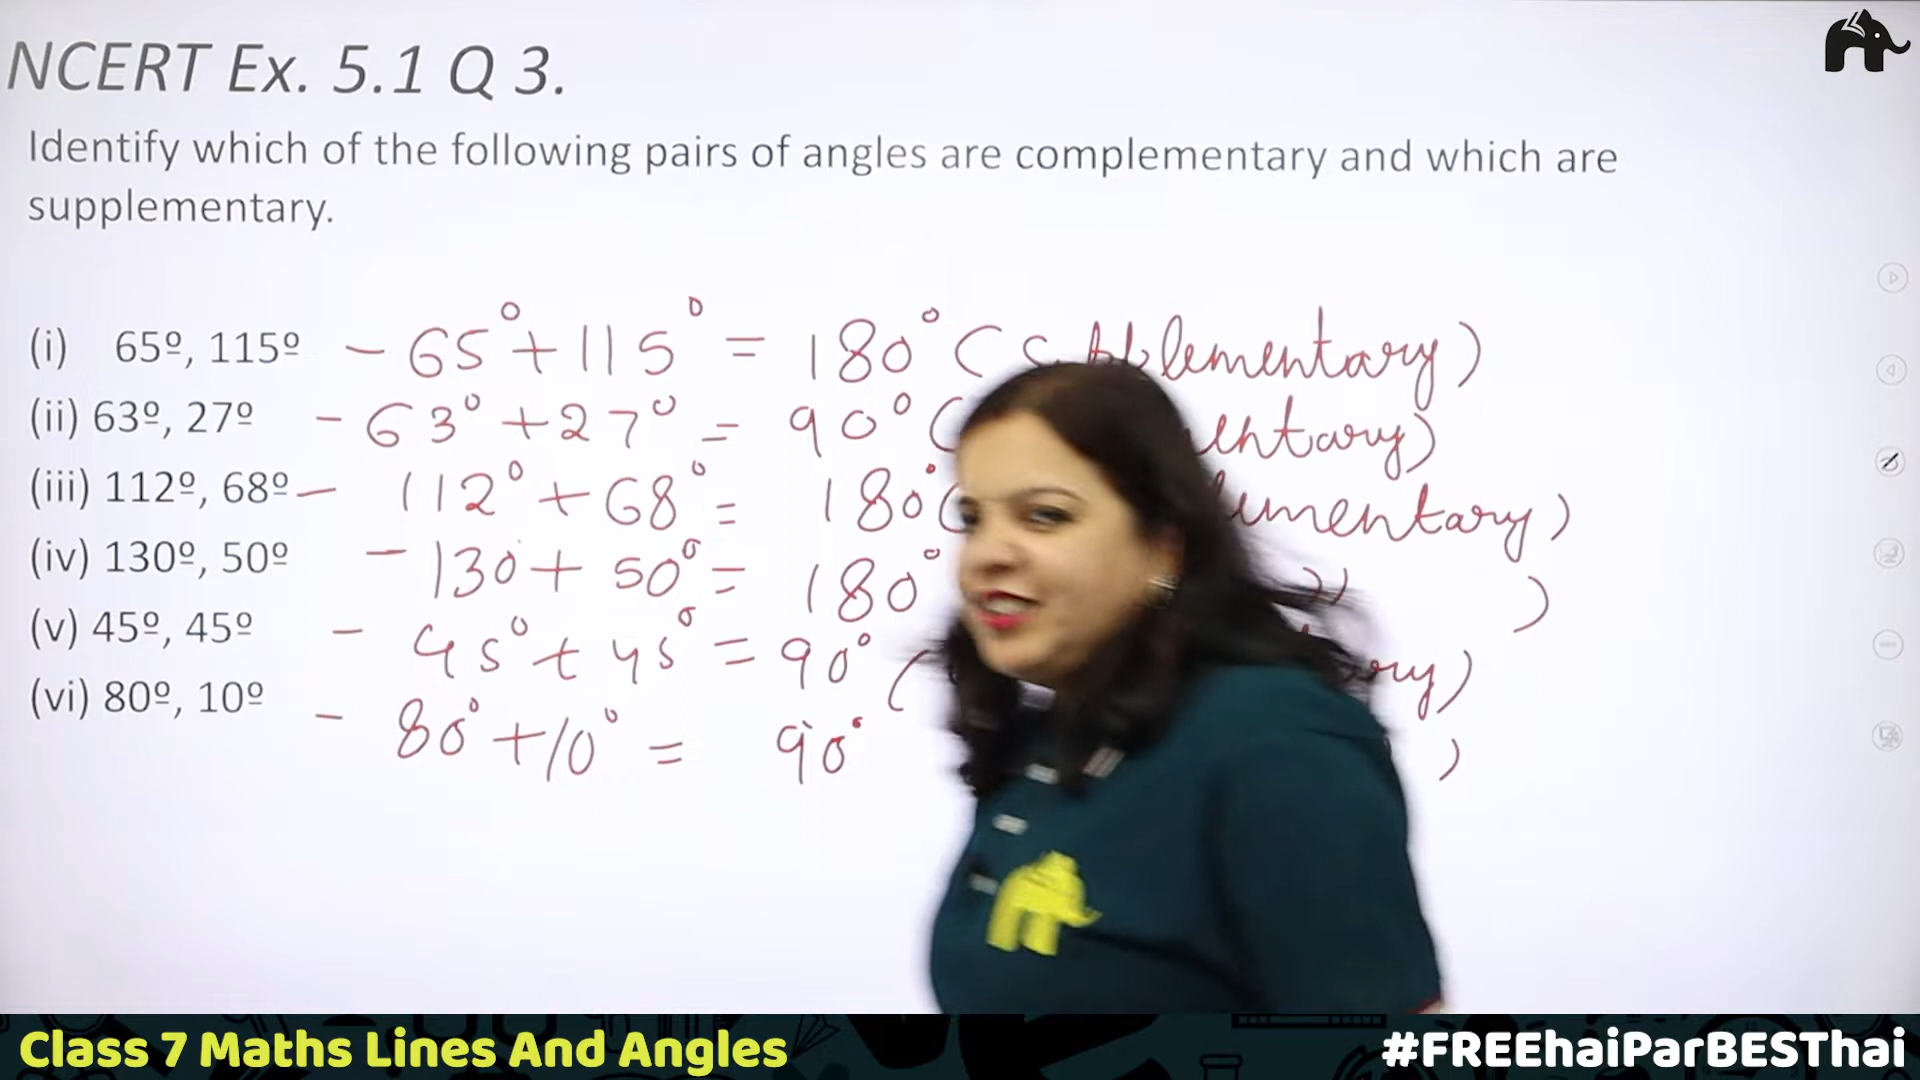 NCERT Ex. 5.1 Q 3.
Identify which of the following pairs of angles are complementary and which are
supplementary.
(i) 65º, 115º – 65° + 115° = 180° (supplementary)
(ii) 63º, 27º – 63° + 27° = 90° (
(iii) 112º, 68º – 112° + 68° = 180° (
(iv) 130º, 50º – 130 + 50° = 180° )
(v) 45º, 45º – 45° + 45° = 90° (
(vi) 80º, 10º – 80° + 10° = 90° )
Class 7 Maths Lines And Angles
#FREEhaiParBESThai